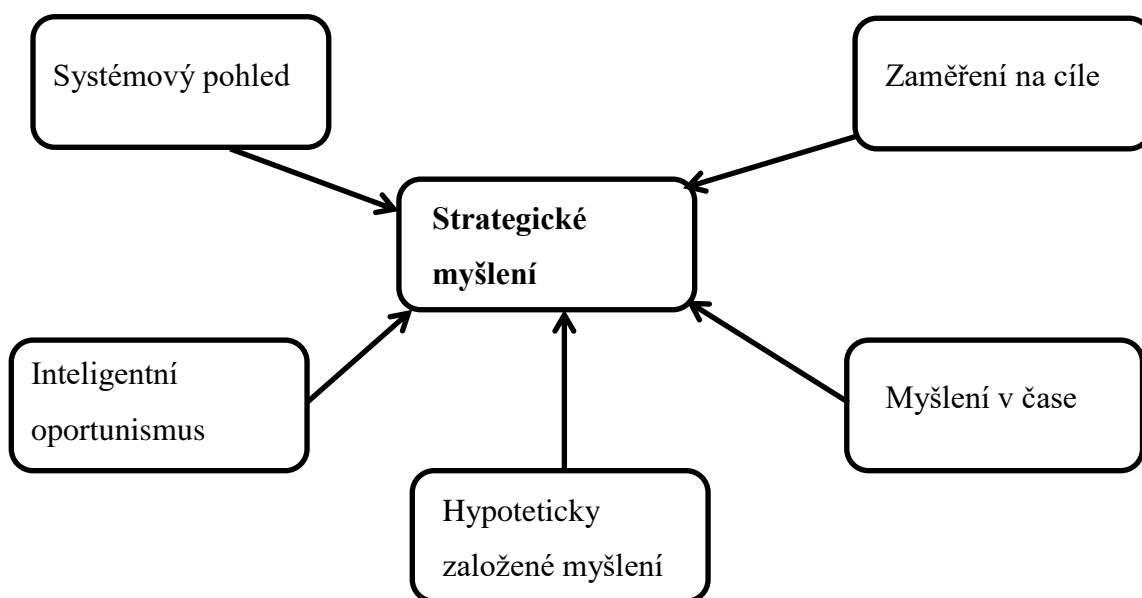 Systémový pohled
Zaměření na cíle
Strategické
myšlení
Inteligentní
oportunismus
Myšlení v čase
Hypoteticky
založené myšlení